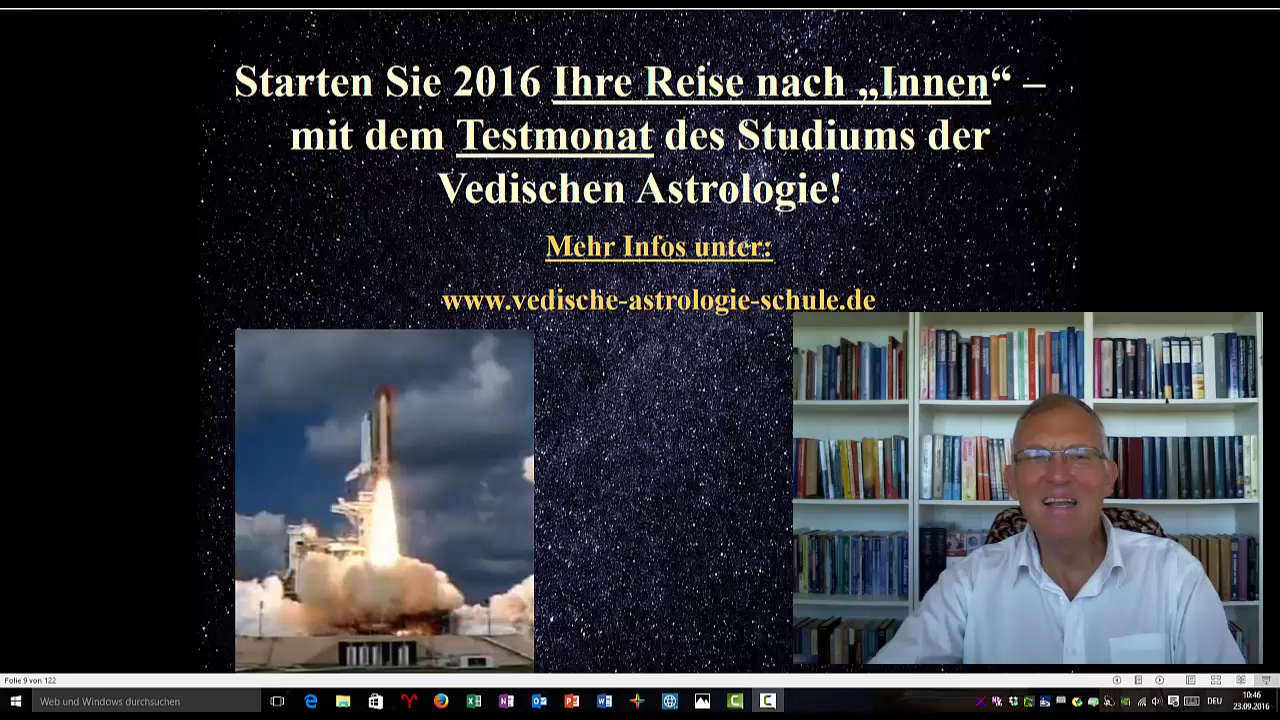 Starten Sie 2016 Ihre Reise nach „Innen“ –
mit dem Testmonat des Studiums der
Vedischen Astrologie!
Mehr Infos unter:
www.vedische-astrologie-schule.de
Folie 9 von 122
Web und Windows durchsuchen
DEU
10:46
23.09.2016